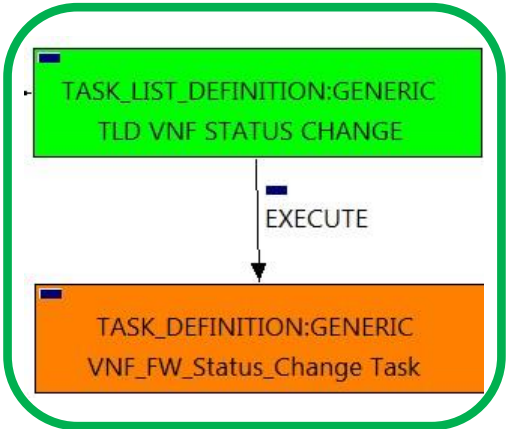 TASK_LIST_DEFINITION:GENERIC
TLD VNF STATUS CHANGE
EXECUTE
TASK_DEFINITION:GENERIC
VNF_FW_Status_Change Task